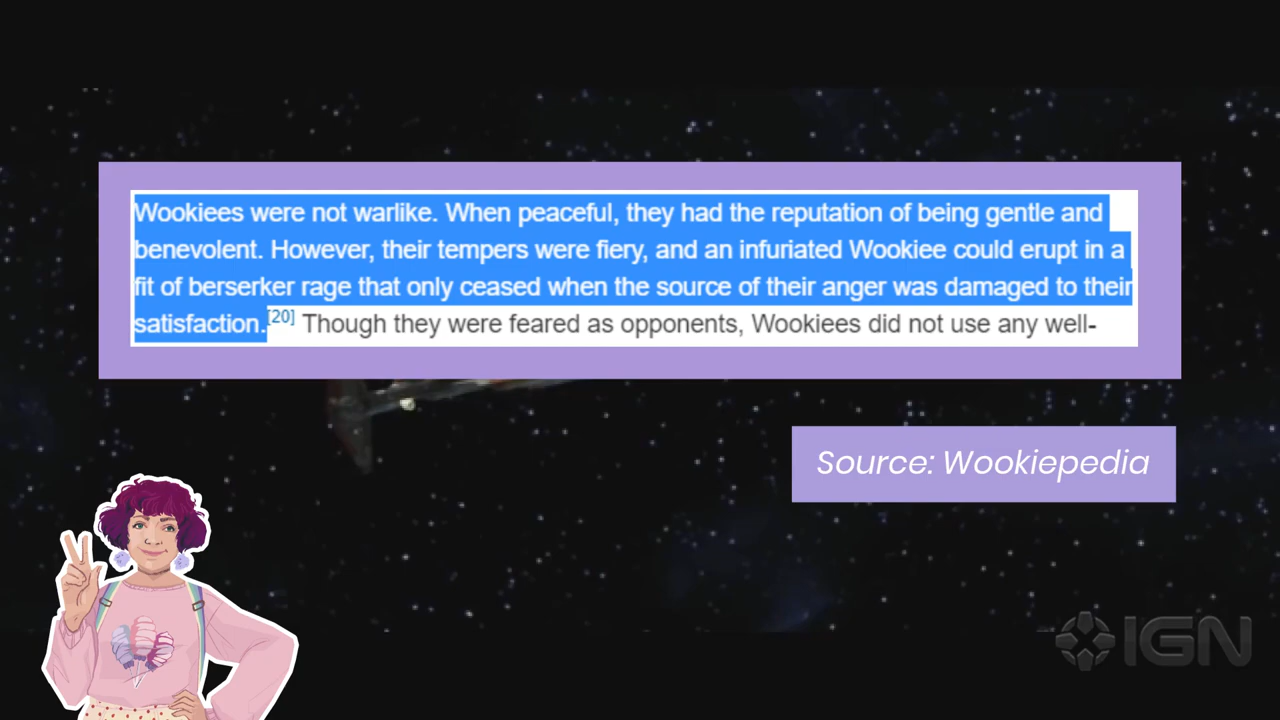 Wookiees were not warlike. When peaceful, they had the reputation of being gentle and
benevolent. However, their tempers were fiery, and an infuriated Wookiee could erupt in a
fit of berserker rage that only ceased when the source of their anger was damaged to their
satisfaction.[20] Though they were feared as opponents, Wookiees did not use any well-
Source: Wookiepedia
IGN